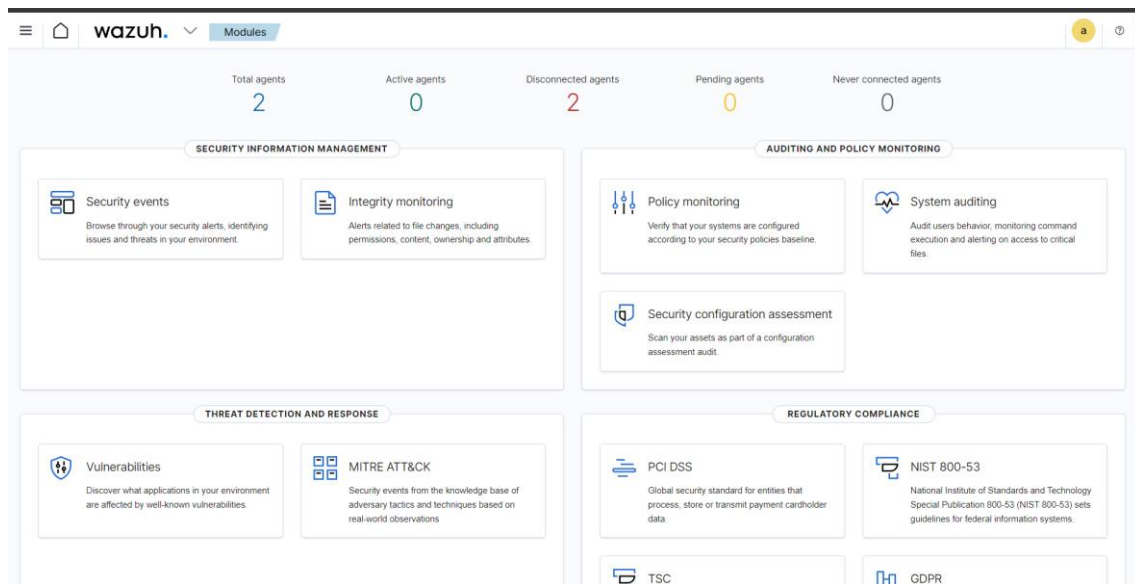 wazuh. Modules a
Total agents Active agents Disconnected agents Pending agents Never connected agents
2 0 2 0 0
SECURITY INFORMATION MANAGEMENT
Security events
Browse through your security alerts, identifying
issues and threats in your environment.
Integrity monitoring
Alerts related to file changes, including
permissions, content, ownership and attributes.
AUDITING AND POLICY MONITORING
Policy monitoring
Verify that your systems are configured
according to your security policies baseline.
System auditing
Audit users behavior, monitoring command
execution and alerting on access to critical
files.
Security configuration assessment
Scan your assets as part of a configuration
assessment audit.
THREAT DETECTION AND RESPONSE
Vulnerabilities
Discover what applications in your environment
are affected by well-known vulnerabilities.
MITRE ATT&CK
Security events from the knowledge base of
adversary tactics and techniques based on
real-world observations
REGULATORY COMPLIANCE
PCI DSS
Global security standard for entities that
process, store or transmit payment cardholder
data.
NIST 800-53
National Institute of Standards and Technology
Special Publication 800-53 (NIST 800-53) sets
guidelines for federal information systems.
TSC
GDPR